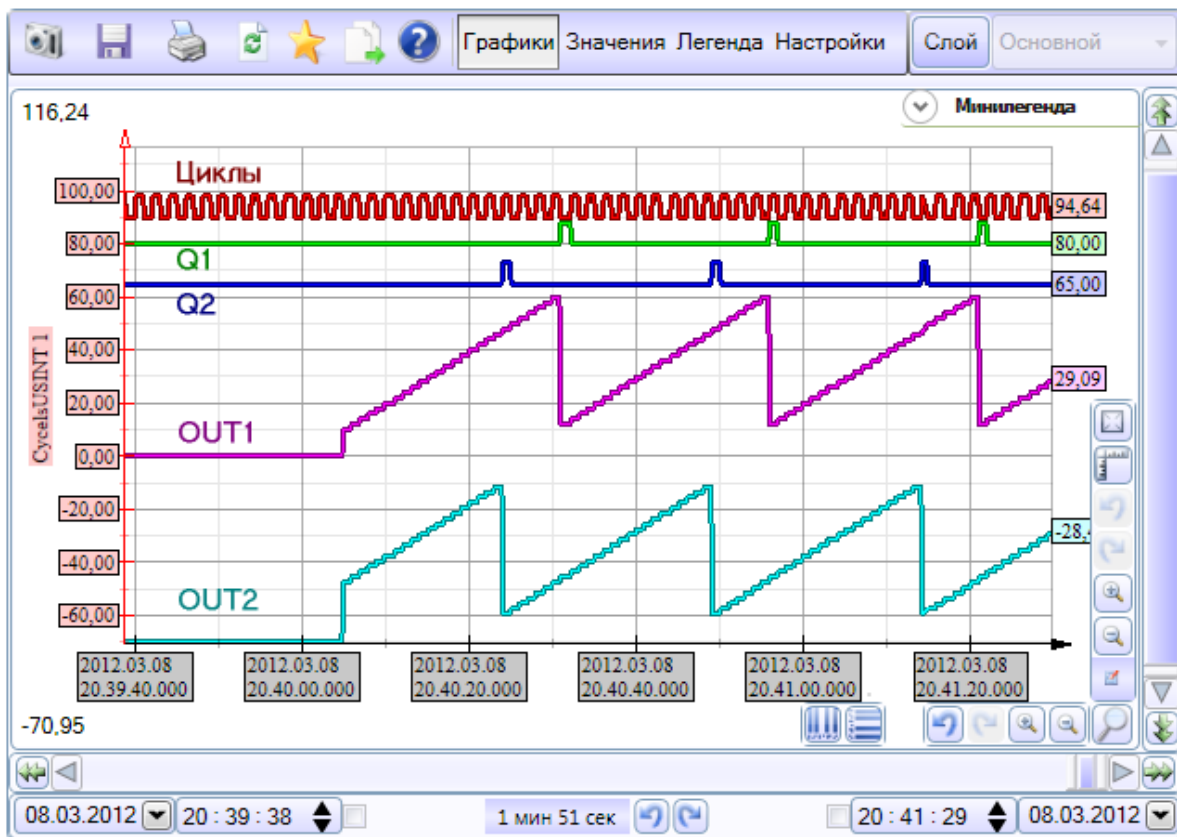 Графики Значения Легенда Настройки Слой Основной
116,24
Минилегенда
Циклы
100,00
94,64
80,00
80,00
Q1
65,00
60,00
Q2
CycelsUSINT 1
40,00
29,09
20,00
OUT1
0,00
-20,00
-28,4
-40,00
OUT2
-60,00
2012.03.08 2012.03.08 2012.03.08 2012.03.08 2012.03.08 2012.03.08
20.39.40.000 20.40.00.000 20.40.20.000 20.40.40.000 20.41.00.000 20.41.20.000
-70,95
08.03.2012 20 : 39 : 38 1 мин 51 сек 20 : 41 : 29 08.03.2012